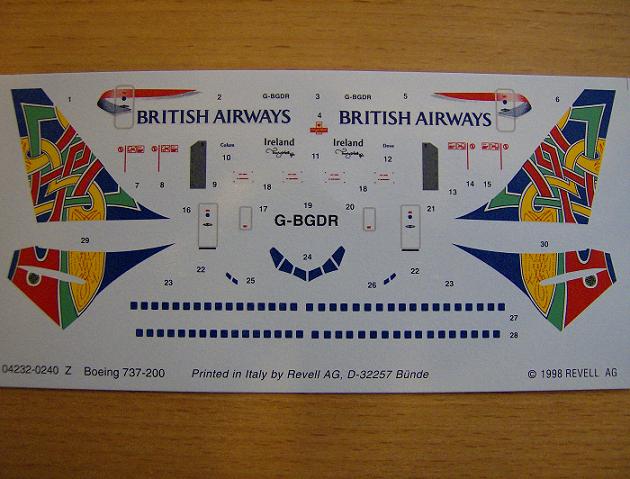 1 2 G-BGDR 3 G-BGDR 5 6
BRITISH AIRWAYS 4 BRITISH AIRWAYS
7 8 9 Colum 10 Ireland 11 Ireland Dove 12 13 14 15
18 18
16 17 19 20 21
G-BGDR
29 24 30
22 22
23 25 26 23
27
28
04232-0240 Z Boeing 737-200 Printed in Italy by Revell AG, D-32257 Bünde © 1998 REVELL AG